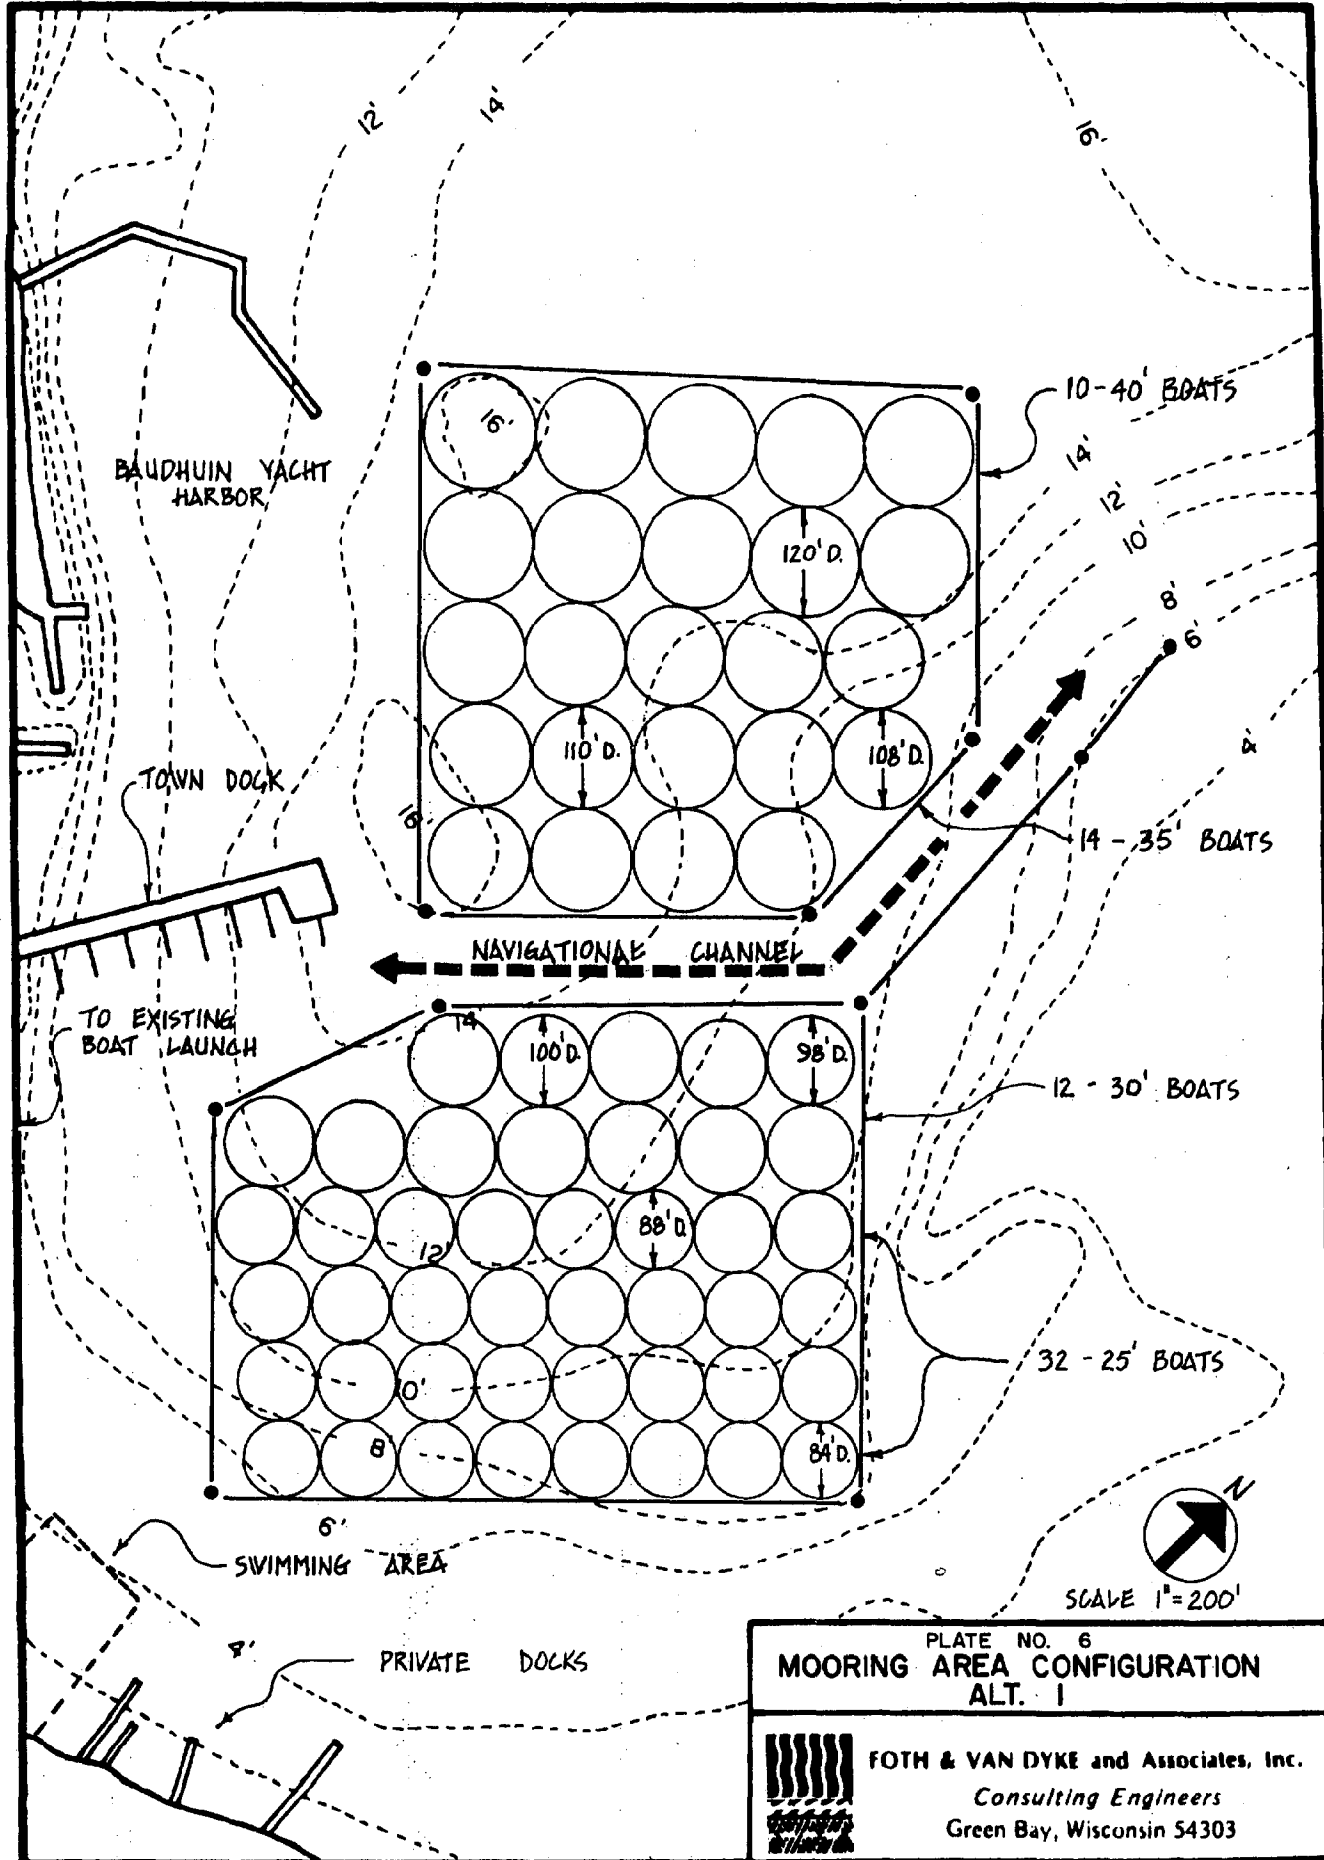 12'
14'
16'
10-40' BOATS
16'
BAUDHUIN YACHT
HARBOR
14'
12'
10'
120' D.
8'
6'
4'
110' D.
108' D.
TOWN DOCK
16'
14 - 35' BOATS
NAVIGATIONAL CHANNEL
TO EXISTING
BOAT LAUNCH
14'
100' D.
98' D.
12 - 30' BOATS
88' D.
12'
32 - 25' BOATS
10'
8'
84' D.
6'
SWIMMING AREA
N
SCALE 1"=200'
PRIVATE DOCKS
PLATE NO. 6
MOORING AREA CONFIGURATION
ALT. 1
FOTH & VAN DYKE and Associates, Inc.
Consulting Engineers
Green Bay, Wisconsin 54303